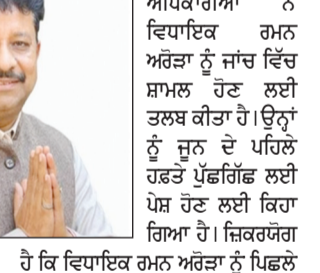 ਅਧਿਕਾਰੀਆਂ ਨੇ
ਵਿਧਾਇਕ ਰਮਨ
ਅਰੋੜਾ ਨੂੰ ਜਾਂਚ ਵਿੱਚ
ਸ਼ਾਮਲ ਹੋਣ ਲਈ
ਤਲਬ ਕੀਤਾ ਹੈ। ਉਨ੍ਹਾਂ
ਨੂੰ ਜੂਨ ਦੇ ਪਹਿਲੇ
ਹਫ਼ਤੇ ਪੁੱਛਗਿੱਛ ਲਈ
ਪੇਸ਼ ਹੋਣ ਲਈ ਕਿਹਾ
ਗਿਆ ਹੈ। ਜ਼ਿਕਰਯੋਗ
ਹੈ ਕਿ ਵਿਧਾਇਕ ਰਮਨ ਅਰੋੜਾ ਨੂੰ ਪਿਛਲੇ